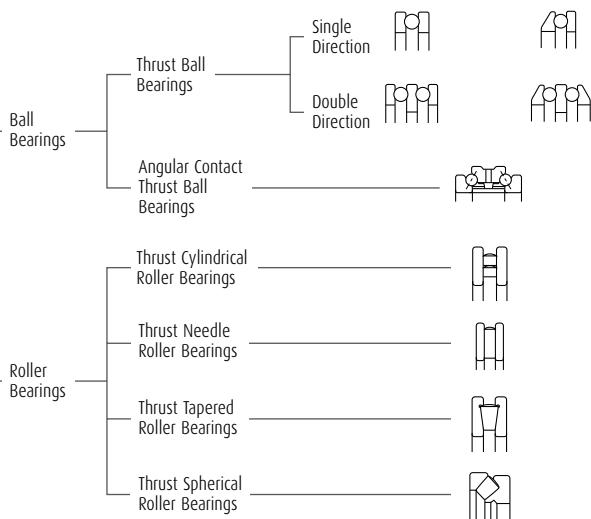 Single
Direction
Thrust Ball
Bearings
Double
Direction
Ball
Bearings
Angular Contact
Thrust Ball
Bearings
Thrust Cylindrical
Roller Bearings
Thrust Needle
Roller Bearings
Roller
Bearings
Thrust Tapered
Roller Bearings
Thrust Spherical
Roller Bearings